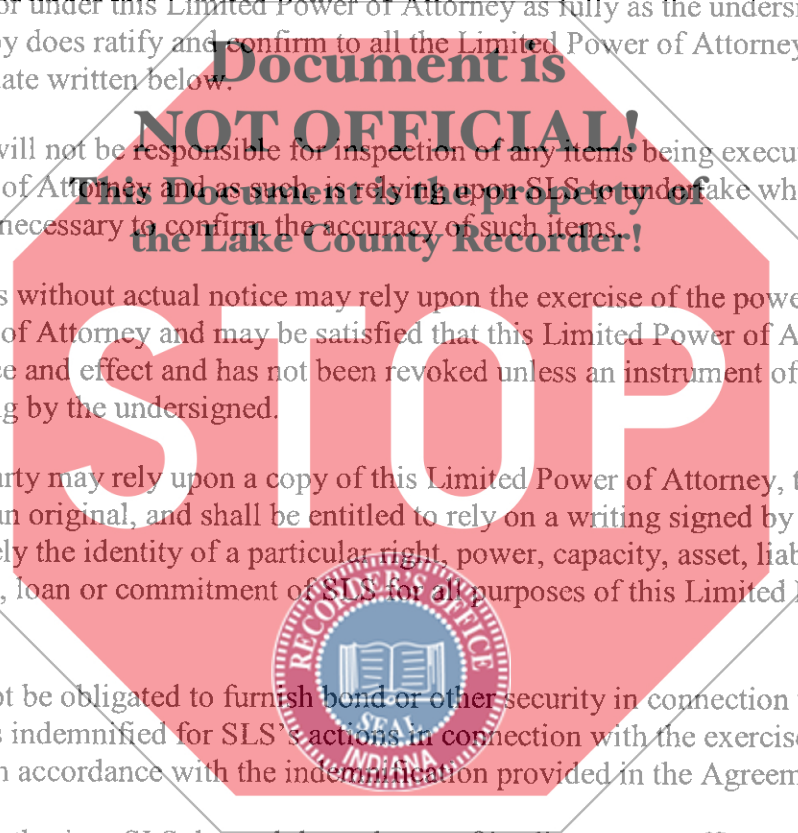 or under this Limited Power of Attorney as fully as the undersi
by does ratify and confirm to all the Limited Power of Attorney
ate written below.
Document is
NOT OFFICIAL!
will not be responsible for inspection of any items being execu
This Document is the property of
of Attorney and as such, is relying upon SLS to undertake wh
the Lake County Recorder!
necessary to confirm the accuracy of such items.
s without actual notice may rely upon the exercise of the powe
of Attorney and may be satisfied that this Limited Power of A
e and effect and has not been revoked unless an instrument of
g by the undersigned.
STOP
arty may rely upon a copy of this Limited Power of Attorney, t
n original, and shall be entitled to rely on a writing signed by
ly the identity of a particular right, power, capacity, asset, liab
, loan or commitment of SLS for all purposes of this Limited
RECORDER'S OFFICE
SEAL
INDIANA
ot be obligated to furnish bond or other security in connection
s indemnified for SLS's actions in connection with the exercis
n accordance with the indemnification provided in the Agreem